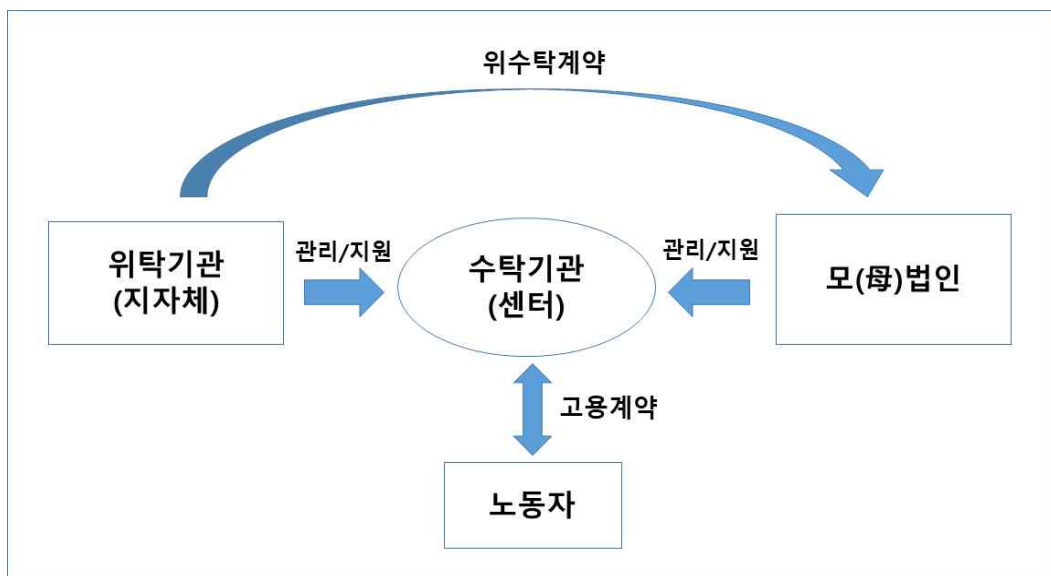 위수탁계약
위탁기관
(지자체)
관리/지원
수탁기관
(센터)
관리/지원
모(母)법인
고용계약
노동자